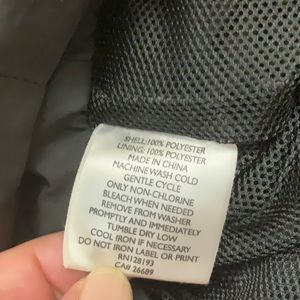 SHELL:100% POLYESTER
LINING: 100% POLYESTER
MADE IN CHINA
MACHINE WASH COLD
GENTLE CYCLE
ONLY NON-CHLORINE
BLEACH WHEN NEEDED
REMOVE FROM WASHER
PROMPTLY AND IMMEDIATELY
TUMBLE DRY LOW
COOL IRON IF NECESSARY
DO NOT IRON LABEL OR PRINT
RN128193
CA# 26689